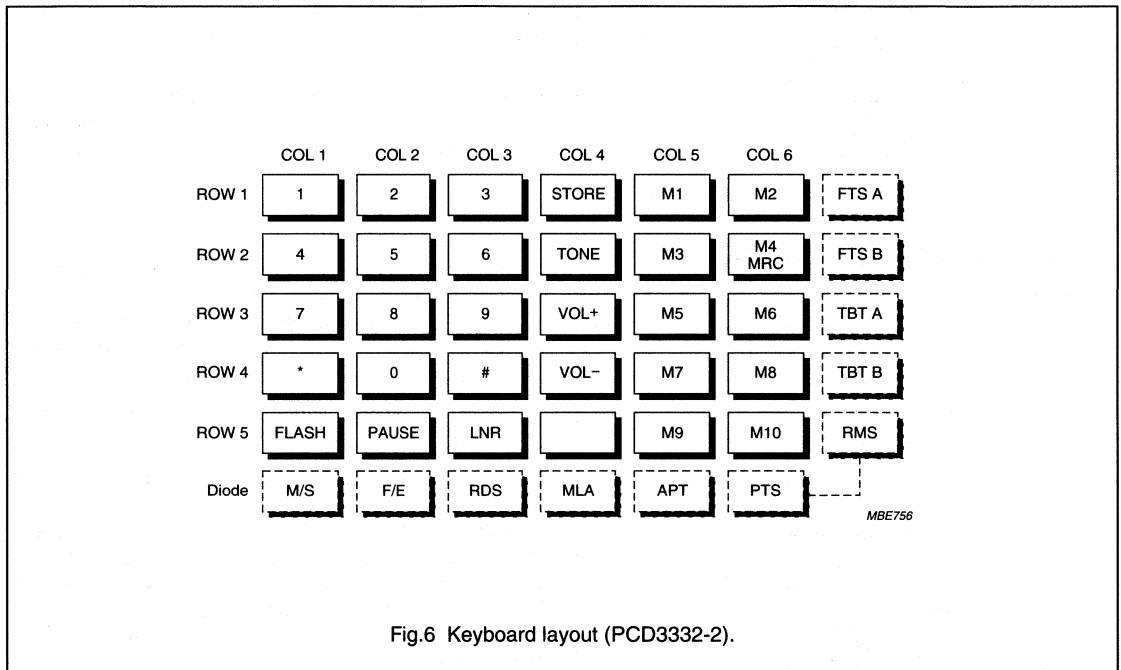 COL 1 COL 2 COL 3 COL 4 COL 5 COL 6
ROW 1 1 2 3 STORE M1 M2 FTS A
ROW 2 4 5 6 TONE M3 M4 MRC FTS B
ROW 3 7 8 9 VOL+ M5 M6 TBT A
ROW 4 * 0 # VOL− M7 M8 TBT B
ROW 5 FLASH PAUSE LNR M9 M10 RMS
Diode M/S F/E RDS MLA APT PTS
MBE756
Fig.6 Keyboard layout (PCD3332-2).